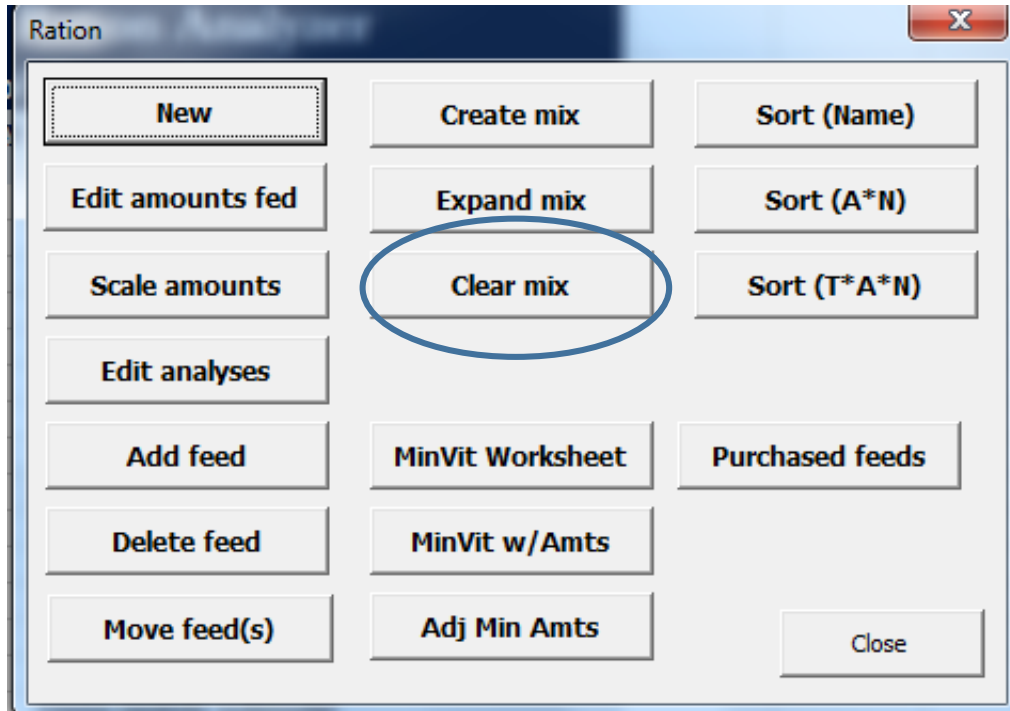 Ration
New
Create mix
Sort (Name)
Edit amounts fed
Expand mix
Sort (A*N)
Scale amounts
Clear mix
Sort (T*A*N)
Edit analyses
Add feed
MinVit Worksheet
Purchased feeds
Delete feed
MinVit w/Amts
Move feed(s)
Adj Min Amts
Close